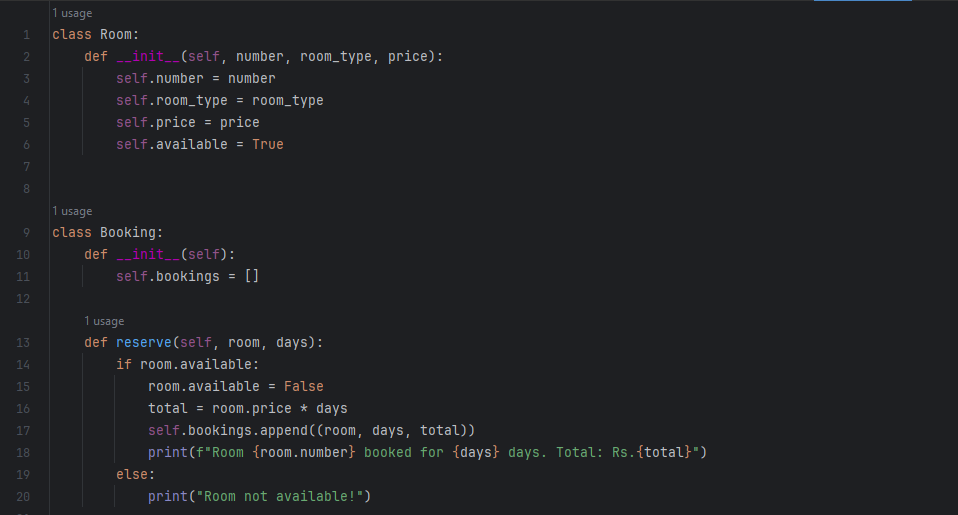 1 usage
1 class Room:
2     def __init__(self, number, room_type, price):
3         self.number = number
4         self.room_type = room_type
5         self.price = price
6         self.available = True
7
8
1 usage
9 class Booking:
10     def __init__(self):
11         self.bookings = []
12
1 usage
13     def reserve(self, room, days):
14         if room.available:
15             room.available = False
16             total = room.price * days
17             self.bookings.append((room, days, total))
18             print(f"Room {room.number} booked for {days} days. Total: Rs.{total}")
19         else:
20             print("Room not available!")